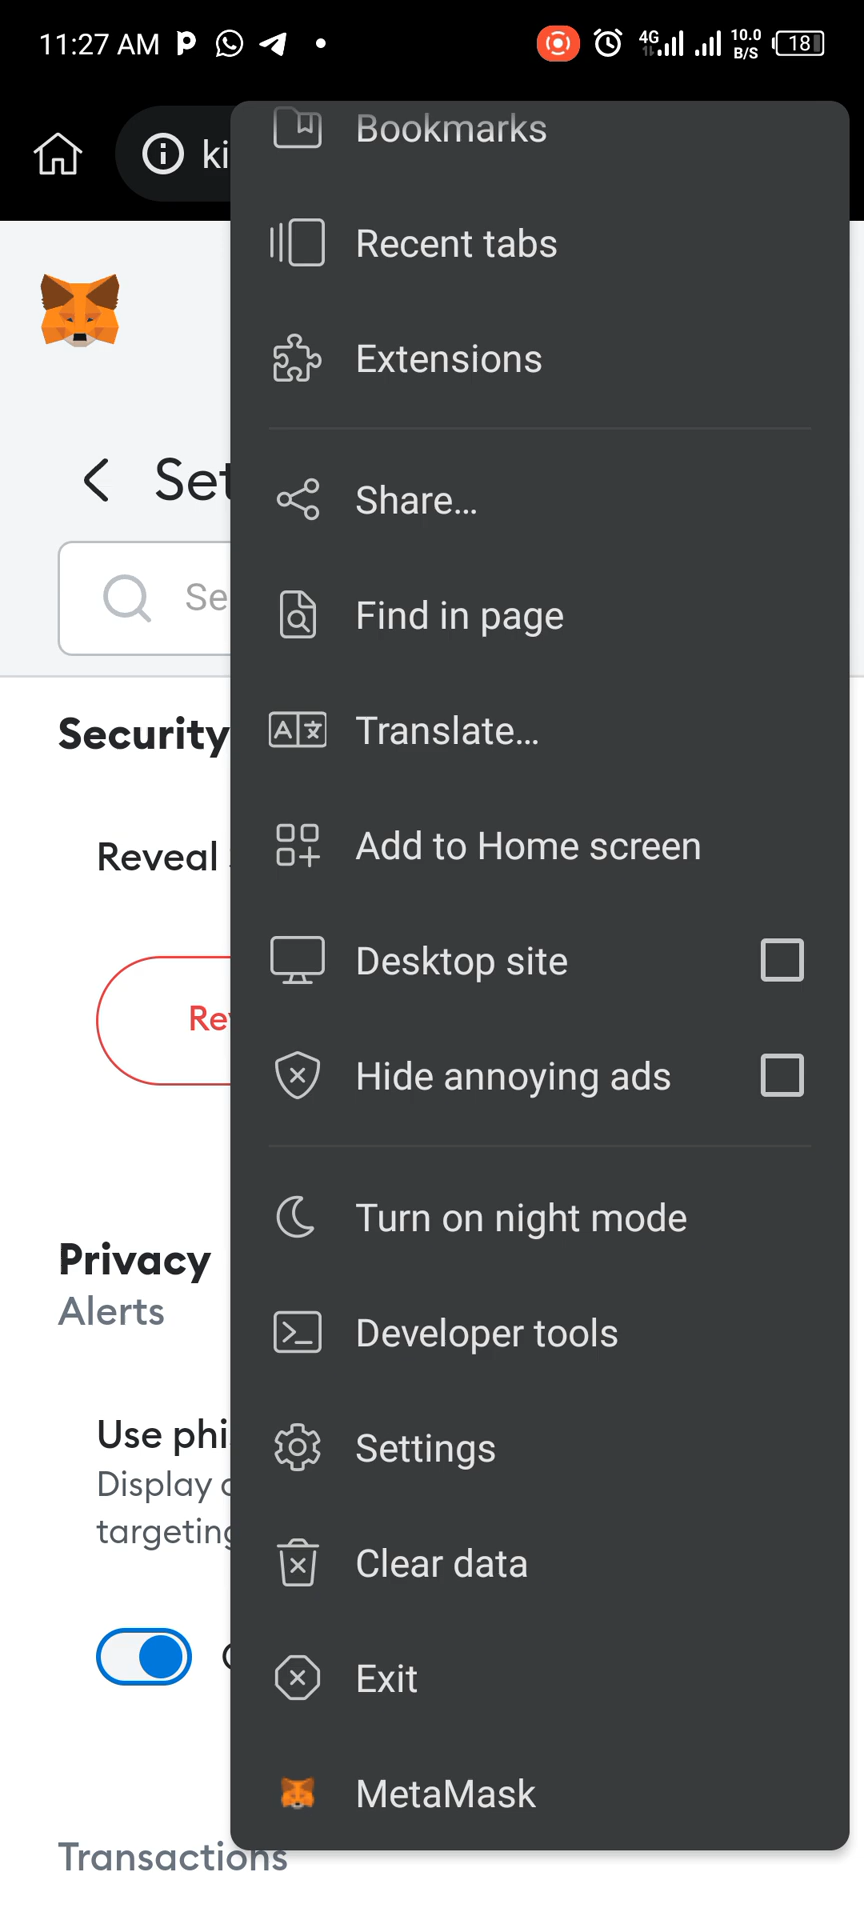 11:27 AM
4G
10.0
B/S
18
ki
Bookmarks
Recent tabs
Extensions
Set
Share...
Se
Find in page
Security
Translate...
Reveal
Add to Home screen
Desktop site
Rev
Hide annoying ads
Privacy
Turn on night mode
Alerts
Developer tools
Use phi
Settings
Display
targeting
Clear data
Exit
MetaMask
Transactions